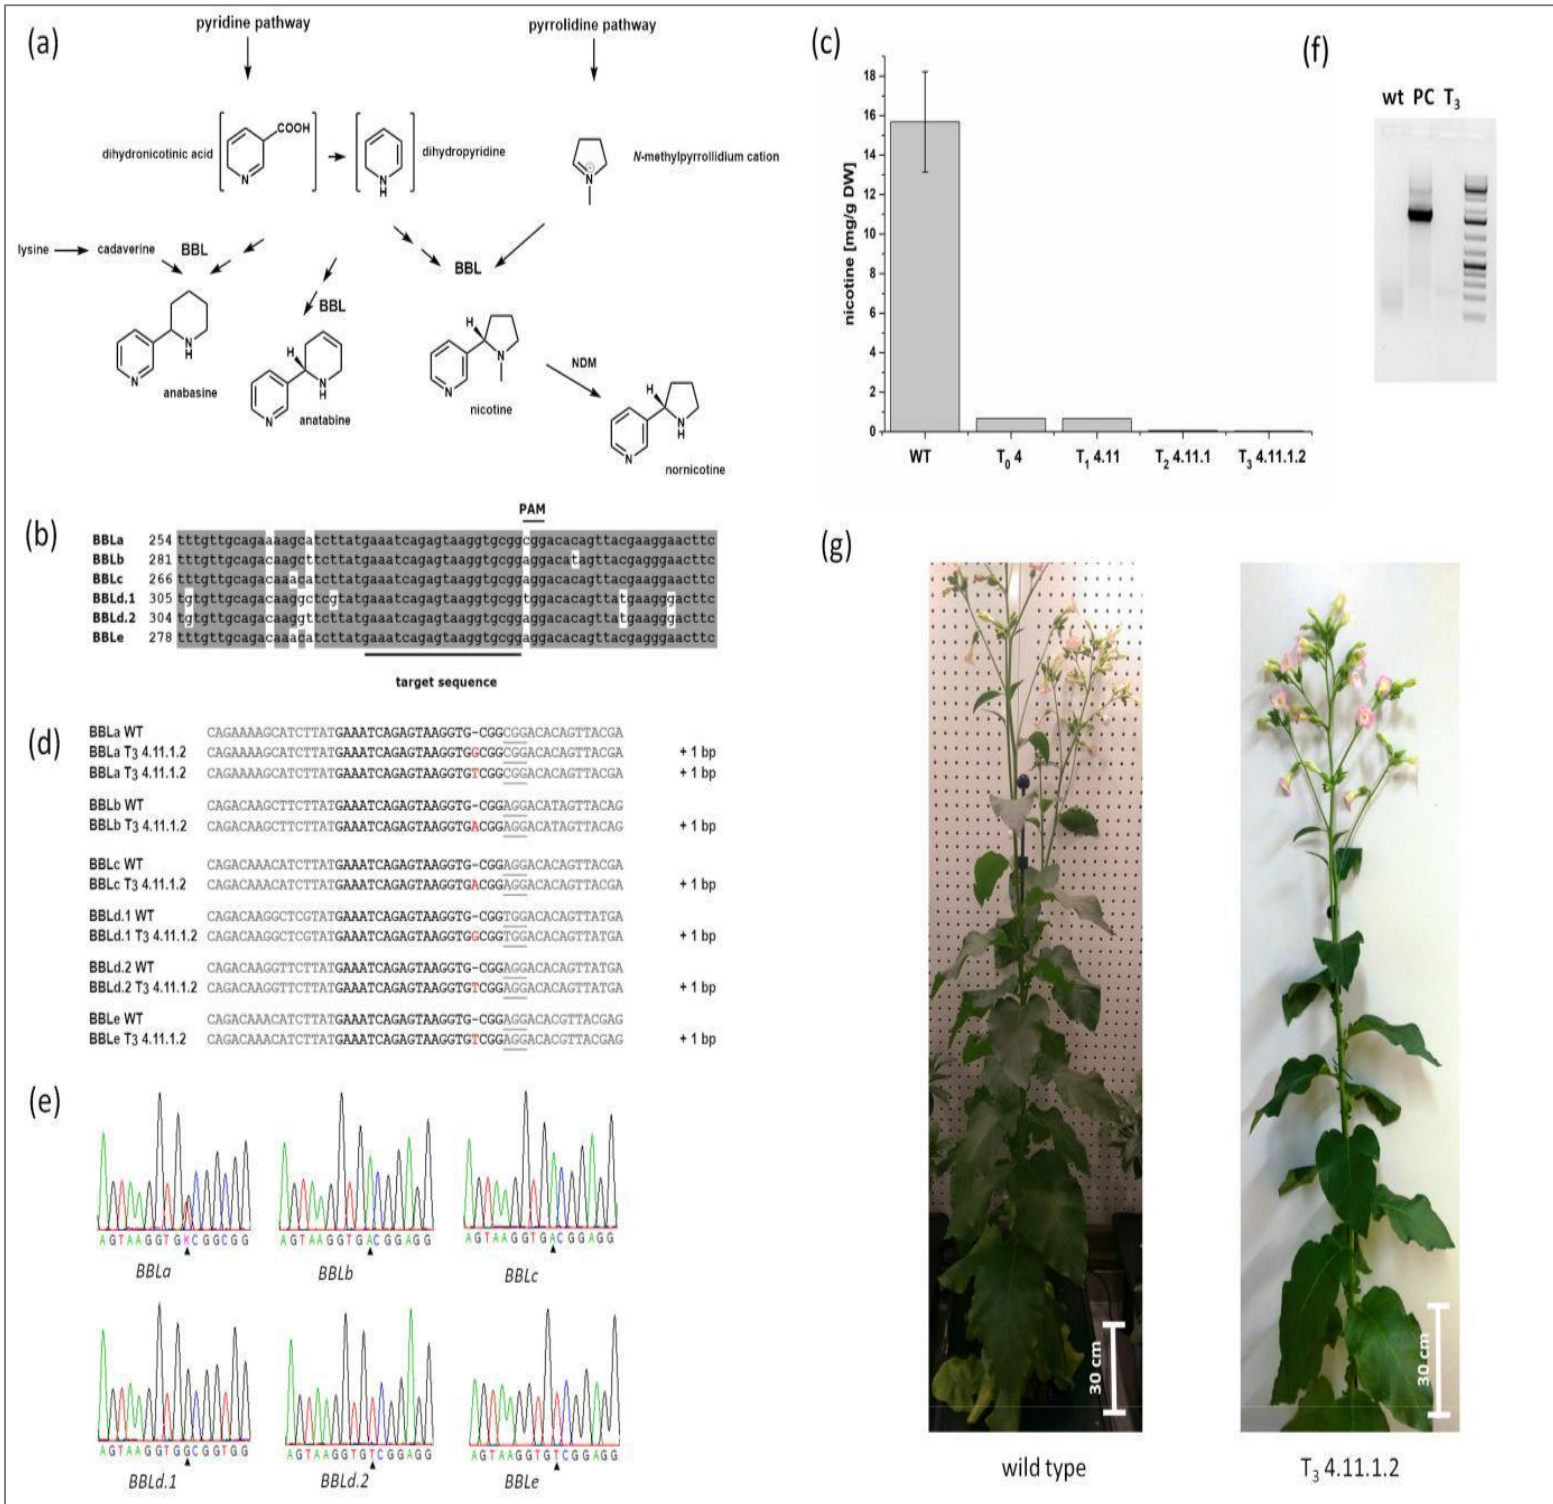 (a)
pyridine pathway
pyrrolidine pathway
dihydronicotinic acid
COOH
N
N
H
dihydropyridine
N
N-methylpyrrollidium cation
lysine
cadaverine
BBL
BBL
BBL
N
H
N
anabasine
H
N
H
N
anatabine
H
N
N
nicotine
NDM
H
N
H
N
nornicotine
(b)
PAM
BBLa 254 tttgttgcagaaaagcatcttatgaaatcagagtaaggtgcggcggacacagttacgaaggaacttc
BBLb 281 tttgttgcagacaagcttcttatgaaatcagagtaaggtgcggaggacatagttacgagggaacttc
BBLc 266 tttgttgcagacaaacatcttatgaaatcagagtaaggtgcggaggacacagttacgaaggaacttc
BBLd.1 305 tgtgttgcagacaaggctcgtatgaaatcagagtaaggtgcggtggacacagttatgaagggacttc
BBLd.2 304 tgtgttgcagacaaggttcttatgaaatcagagtaaggtgcggaggacacagttatgaagggacttc
BBLe 278 tttgttgcagacaaacatcttatgaaatcagagtaaggtgcggaggacacagttacgagggaacttc
target sequence
(c)
nicotine [mg/g DW]
18
16
14
12
10
8
6
4
2
0
WT T0 4 T1 4.11 T2 4.11.1 T3 4.11.1.2
(d)
BBLa WT CAGAAAAGCATCTTATGAAATCAGAGTAAGGTG-CGGCGGACACAGTTACGA
BBLa T3 4.11.1.2 CAGAAAAGCATCTTATGAAATCAGAGTAAGGTGGCGGCGGACACAGTTACGA + 1 bp
BBLa T3 4.11.1.2 CAGAAAAGCATCTTATGAAATCAGAGTAAGGTGTCGGCGGACACAGTTACGA + 1 bp
BBLb WT CAGACAAGCTTCTTATGAAATCAGAGTAAGGTG-CGGAGGACATAGTTACAG
BBLb T3 4.11.1.2 CAGACAAGCTTCTTATGAAATCAGAGTAAGGTGACGGAGGACATAGTTACAG + 1 bp
BBLc WT CAGACAAACATCTTATGAAATCAGAGTAAGGTG-CGGAGGACACAGTTACGA
BBLc T3 4.11.1.2 CAGACAAACATCTTATGAAATCAGAGTAAGGTGACGGAGGACACAGTTACGA + 1 bp
BBLd.1 WT CAGACAAGGCTCGTATGAAATCAGAGTAAGGTG-CGGTGGACACAGTTATGA
BBLd.1 T3 4.11.1.2 CAGACAAGGCTCGTATGAAATCAGAGTAAGGTGGCGGTGGACACAGTTATGA + 1 bp
BBLd.2 WT CAGACAAGGTTCTTATGAAATCAGAGTAAGGTG-CGGAGGACACAGTTATGA
BBLd.2 T3 4.11.1.2 CAGACAAGGTTCTTATGAAATCAGAGTAAGGTGTCGGAGGACACAGTTATGA + 1 bp
BBLe WT CAGACAAACATCTTATGAAATCAGAGTAAGGTG-CGGAGGACACGTTACGAG
BBLe T3 4.11.1.2 CAGACAAACATCTTATGAAATCAGAGTAAGGTGTCGGAGGACACGTTACGAG + 1 bp
(e)
AGTAAGGTGKCGGCGG
BBLa
AGTAAGGTGACGGAGG
BBLb
AGTAAGGTGACGGAGG
BBLc
AGTAAGGTGGCGGTGG
BBLd.1
AGTAAGGTGTCGGAGG
BBLd.2
AGTAAGGTGTCGGAGG
BBLe
(f)
wt PC T3
(g)
30 cm
30 cm
wild type
T3 4.11.1.2